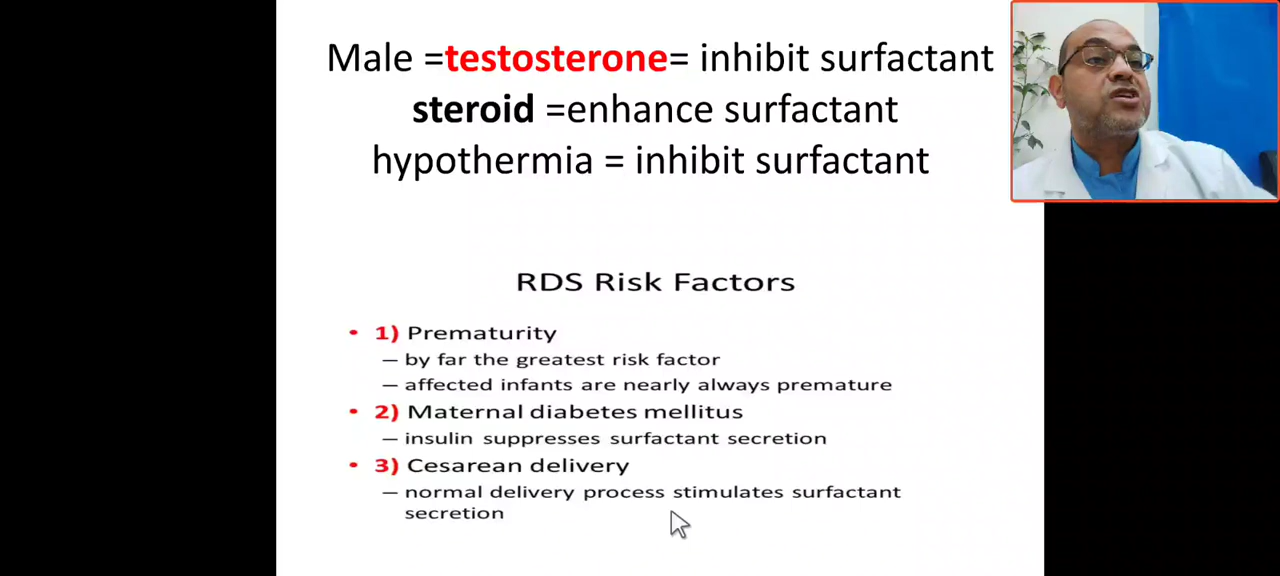 Male =testosterone= inhibit surfactant
steroid =enhance surfactant
hypothermia = inhibit surfactant
RDS Risk Factors
• 1) Prematurity
– by far the greatest risk factor
– affected infants are nearly always premature
• 2) Maternal diabetes mellitus
– insulin suppresses surfactant secretion
• 3) Cesarean delivery
– normal delivery process stimulates surfactant
secretion